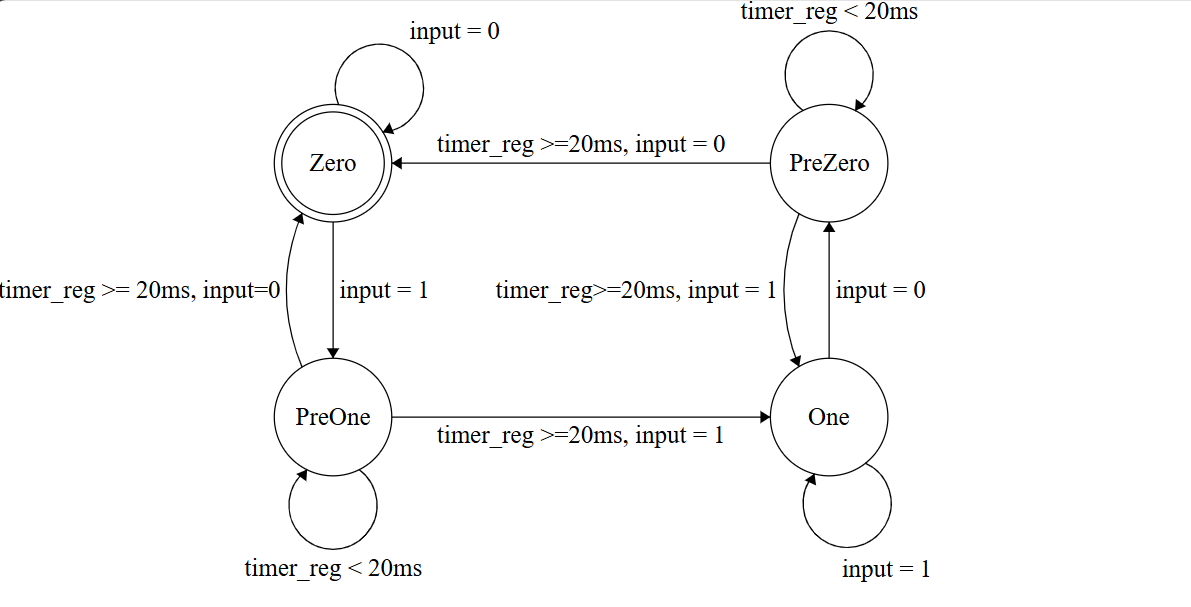 timer_reg < 20ms
input = 0
timer_reg >=20ms, input = 0
Zero
PreZero
timer_reg >= 20ms, input=0
input = 1
timer_reg>=20ms, input = 1
input = 0
PreOne
One
timer_reg >=20ms, input = 1
timer_reg < 20ms
input = 1